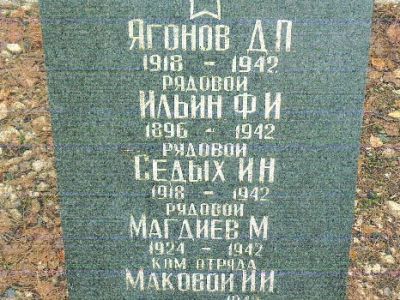 Ягонов Д П
1918 - 1942
рядовой
Ильин Ф И
1896 - 1942
рядовой
Седых И Н
1918 - 1942
рядовой
Магдиев М
1924 - 1942
ком отряда
Маковой И И